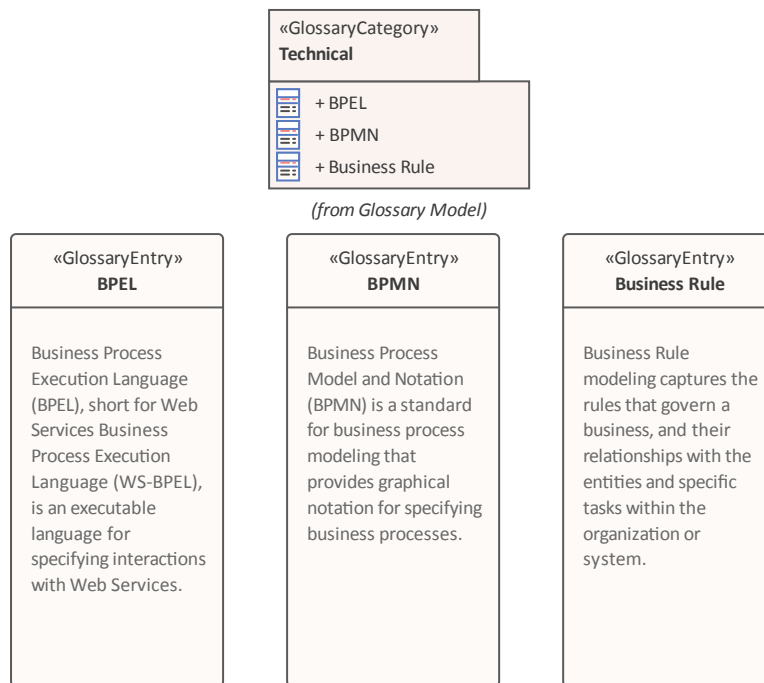 «GlossaryCategory»
Technical
+ BPEL
+ BPMN
+ Business Rule
(from Glossary Model)
«GlossaryEntry»
BPEL
Business Process
Execution Language
(BPEL), short for Web
Services Business
Process Execution
Language (WS-BPEL),
is an executable
language for
specifying interactions
with Web Services.
«GlossaryEntry»
BPMN
Business Process
Model and Notation
(BPMN) is a standard
for business process
modeling that
provides graphical
notation for specifying
business processes.
«GlossaryEntry»
Business Rule
Business Rule
modeling captures the
rules that govern a
business, and their
relationships with the
entities and specific
tasks within the
organization or
system.